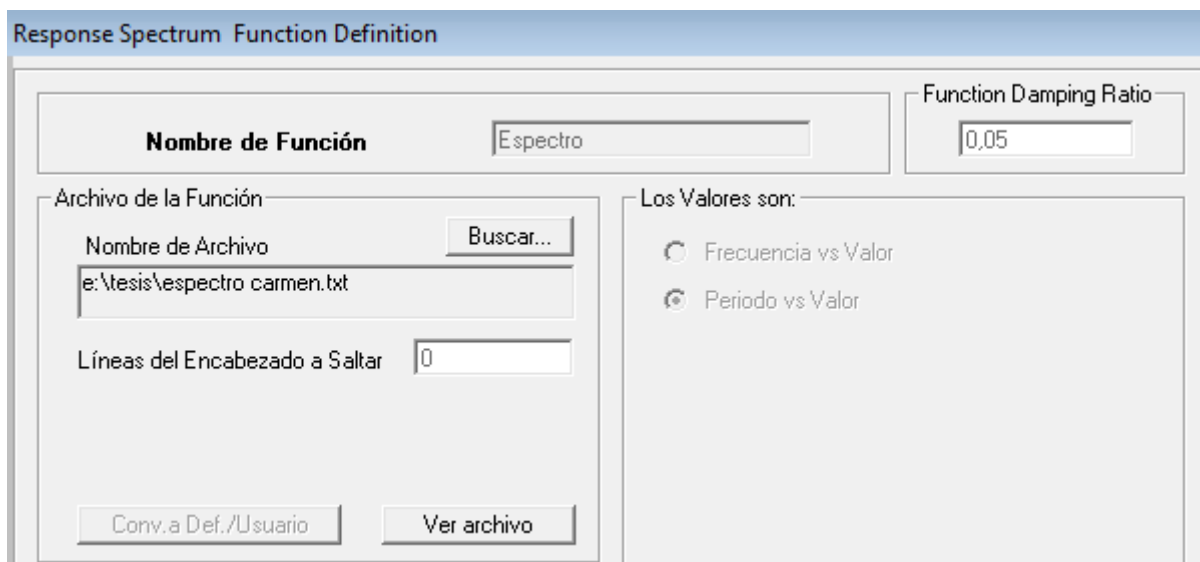 Response Spectrum Function Definition
Function Damping Ratio
Nombre de Función
Espectro
0,05
Archivo de la Función
Los Valores son:
Nombre de Archivo
Buscar...
Frecuencia vs Valor
e:\tesis\espectro carmen.txt
Periodo vs Valor
Líneas del Encabezado a Saltar
0
Conv.a Def./Usuario
Ver archivo